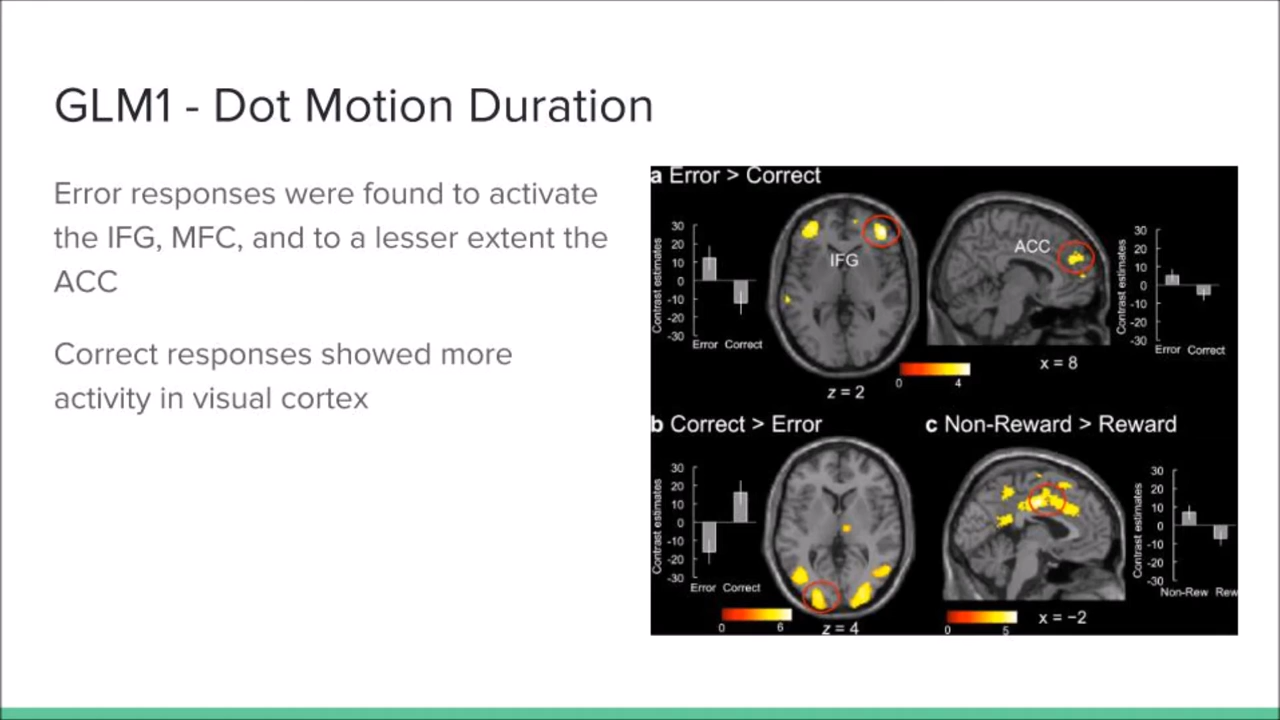 GLM1 - Dot Motion Duration
Error responses were found to activate
the IFG, MFC, and to a lesser extent the
ACC
Correct responses showed more
activity in visual cortex
a Error > Correct
Contrast estimates
30
20
10
0
-10
-20
-30
Error Correct
IFG
z = 2
0 4
ACC
x = 8
Contrast estimates
30
20
10
0
-10
-20
-30
Error Correct
b Correct > Error
Contrast estimates
30
20
10
0
-10
-20
-30
Error Correct
0 6
z = 4
c Non-Reward > Reward
0 5
x = −2
Contrast estimates
30
20
10
0
-10
-20
-30
Non-Rew Rew